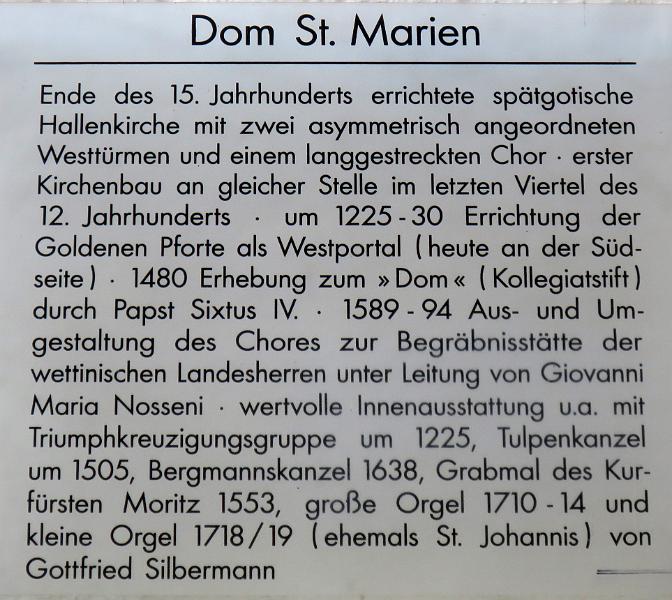 Dom St. Marien
Ende des 15. Jahrhunderts errichtete spätgotische
Hallenkirche mit zwei asymmetrisch angeordneten
Westtürmen und einem langgestreckten Chor · erster
Kirchenbau an gleicher Stelle im letzten Viertel des
12. Jahrhunderts · um 1225-30 Errichtung der
Goldenen Pforte als Westportal (heute an der Süd-
seite) · 1480 Erhebung zum »Dom« (Kollegiatstift)
durch Papst Sixtus IV. · 1589-94 Aus- und Um-
gestaltung des Chores zur Begräbnisstätte der
wettinischen Landesherren unter Leitung von Giovanni
Maria Nosseni · wertvolle Innenausstattung u.a. mit
Triumphkreuzigungsgruppe um 1225, Tulpenkanzel
um 1505, Bergmannskanzel 1638, Grabmal des Kur-
fürsten Moritz 1553, große Orgel 1710-14 und
kleine Orgel 1718/19 (ehemals St. Johannis) von
Gottfried Silbermann